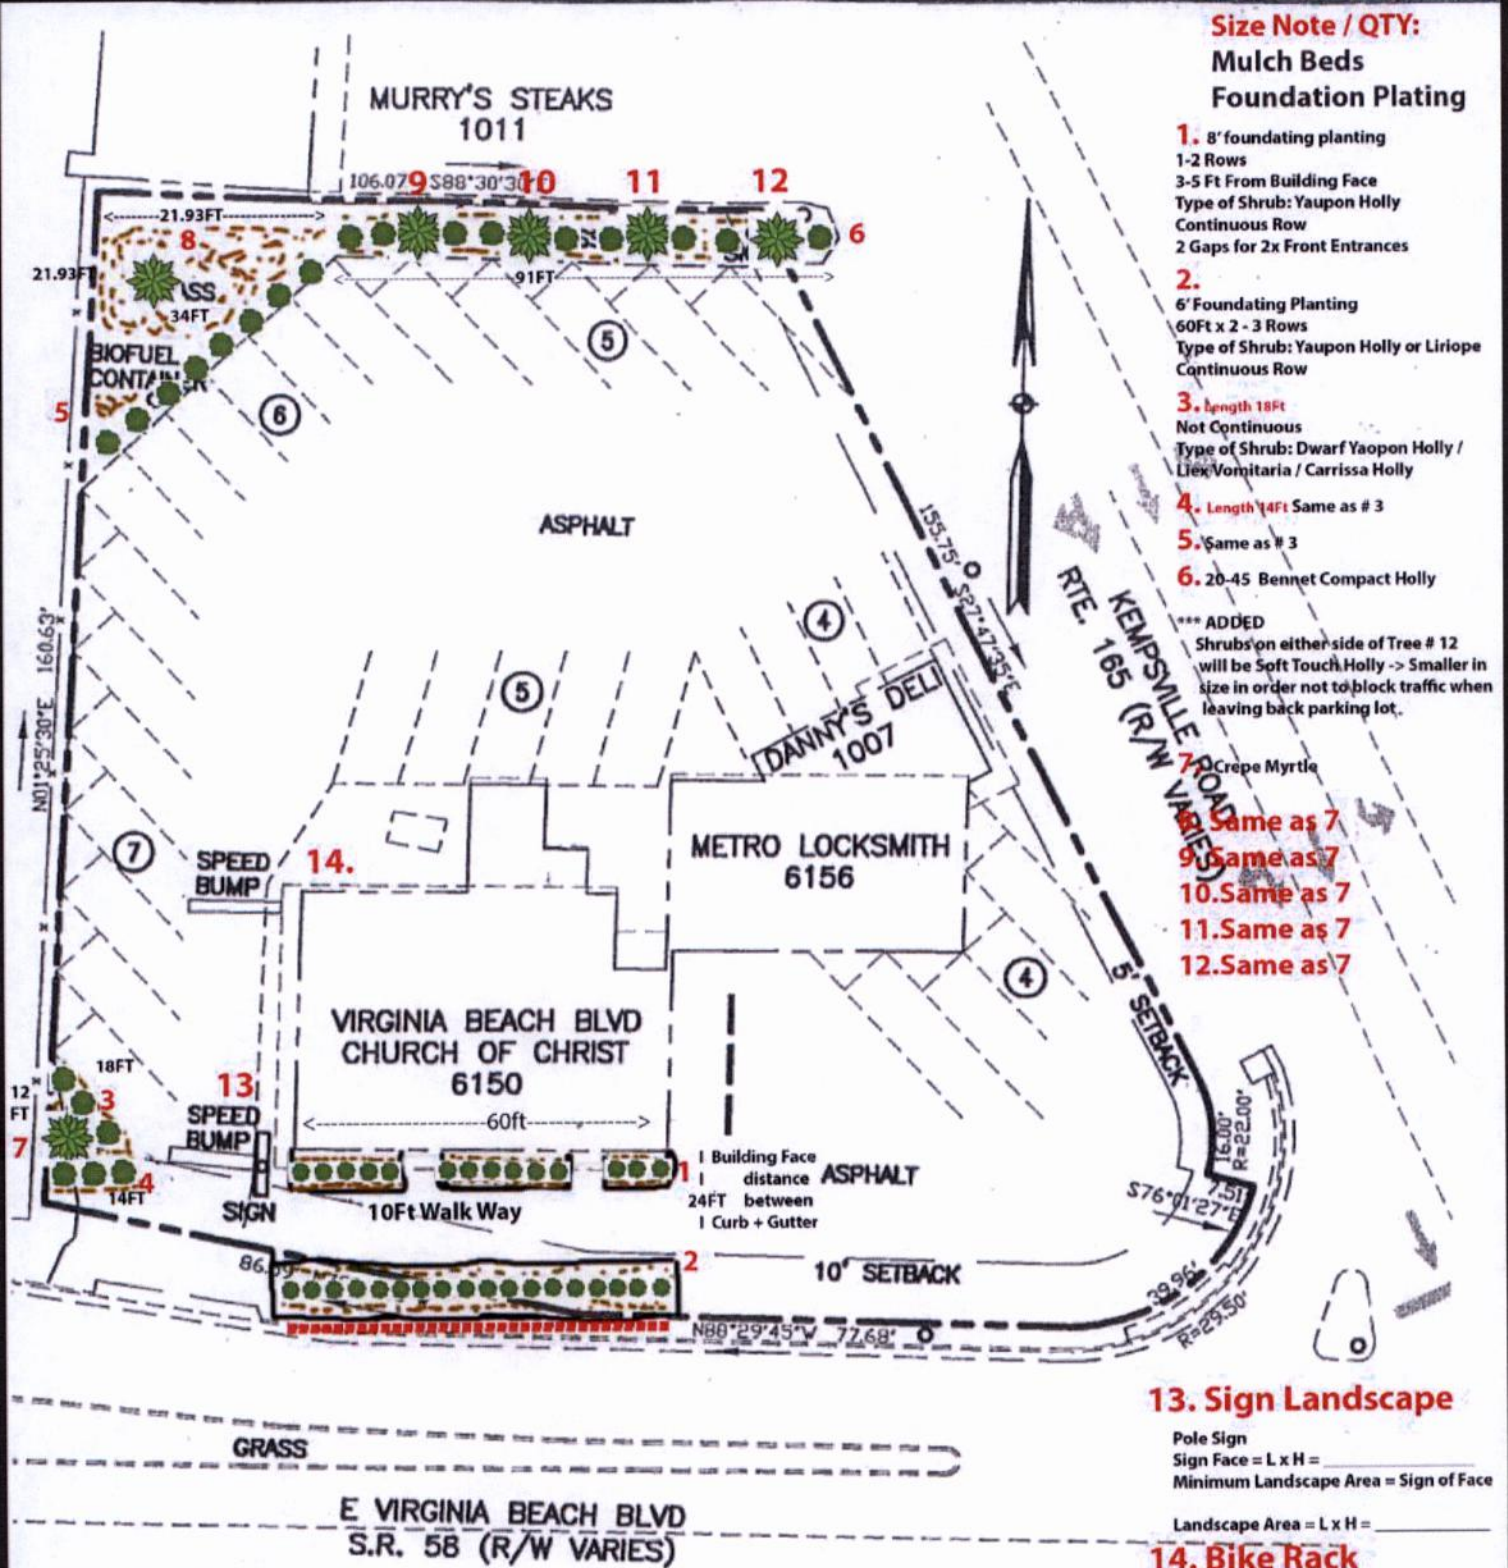 Size Note / QTY:
Mulch Beds
Foundation Plating
1. 8' foundating planting
1-2 Rows
3-5 Ft From Building Face
Type of Shrub: Yaupon Holly
Continuous Row
2 Gaps for 2x Front Entrances
2.
6' Foundating Planting
60Ft x 2 - 3 Rows
Type of Shrub: Yaupon Holly or Liriope
Continuous Row
3. Length 18Ft
Not Continuous
Type of Shrub: Dwarf Yaopon Holly /
Liex Vomitaria / Carrissa Holly
4. Length 14Ft Same as # 3
5. Same as # 3
6. 20-45 Bennet Compact Holly
*** ADDED
Shrubs on either side of Tree # 12
will be Soft Touch Holly -> Smaller in
size in order not to block traffic when
leaving back parking lot.
7. Crepe Myrtle
8. Same as 7
9. Same as 7
10.Same as 7
11.Same as 7
12.Same as 7
MURRY'S STEAKS
1011
106.07' S88°30'30"
9
10
11
12
6
21.93FT
8
21.93FT
34FT
91FT
BIOFUEL
CONTAINER
5
5
6
ASPHALT
155.75' S27°47'35"E
KEMPSVILLE ROAD
RTE. 165 (R/W VARIES)
N01°25'30"E 160.63'
4
5
DANNY'S DELI
1007
7
SPEED
BUMP
14.
METRO LOCKSMITH
6156
4
5' SETBACK
VIRGINIA BEACH BLVD
CHURCH OF CHRIST
6150
60ft
18FT
12
FT
3
7
4
14FT
13
SPEED
BUMP
SIGN
10Ft Walk Way
1
Building Face
distance
24FT between
Curb + Gutter
ASPHALT
16.00'
R=22.00'
7.51'
S76°01'27"E
86.69'
2
10' SETBACK
39.96'
R=29.50'
N88°29'45"W 77.68'
GRASS
E VIRGINIA BEACH BLVD
S.R. 58 (R/W VARIES)
13. Sign Landscape
Pole Sign
Sign Face = L x H = ____________
Minimum Landscape Area = Sign of Face
Landscape Area = L x H = ____________
14. Bike Rack